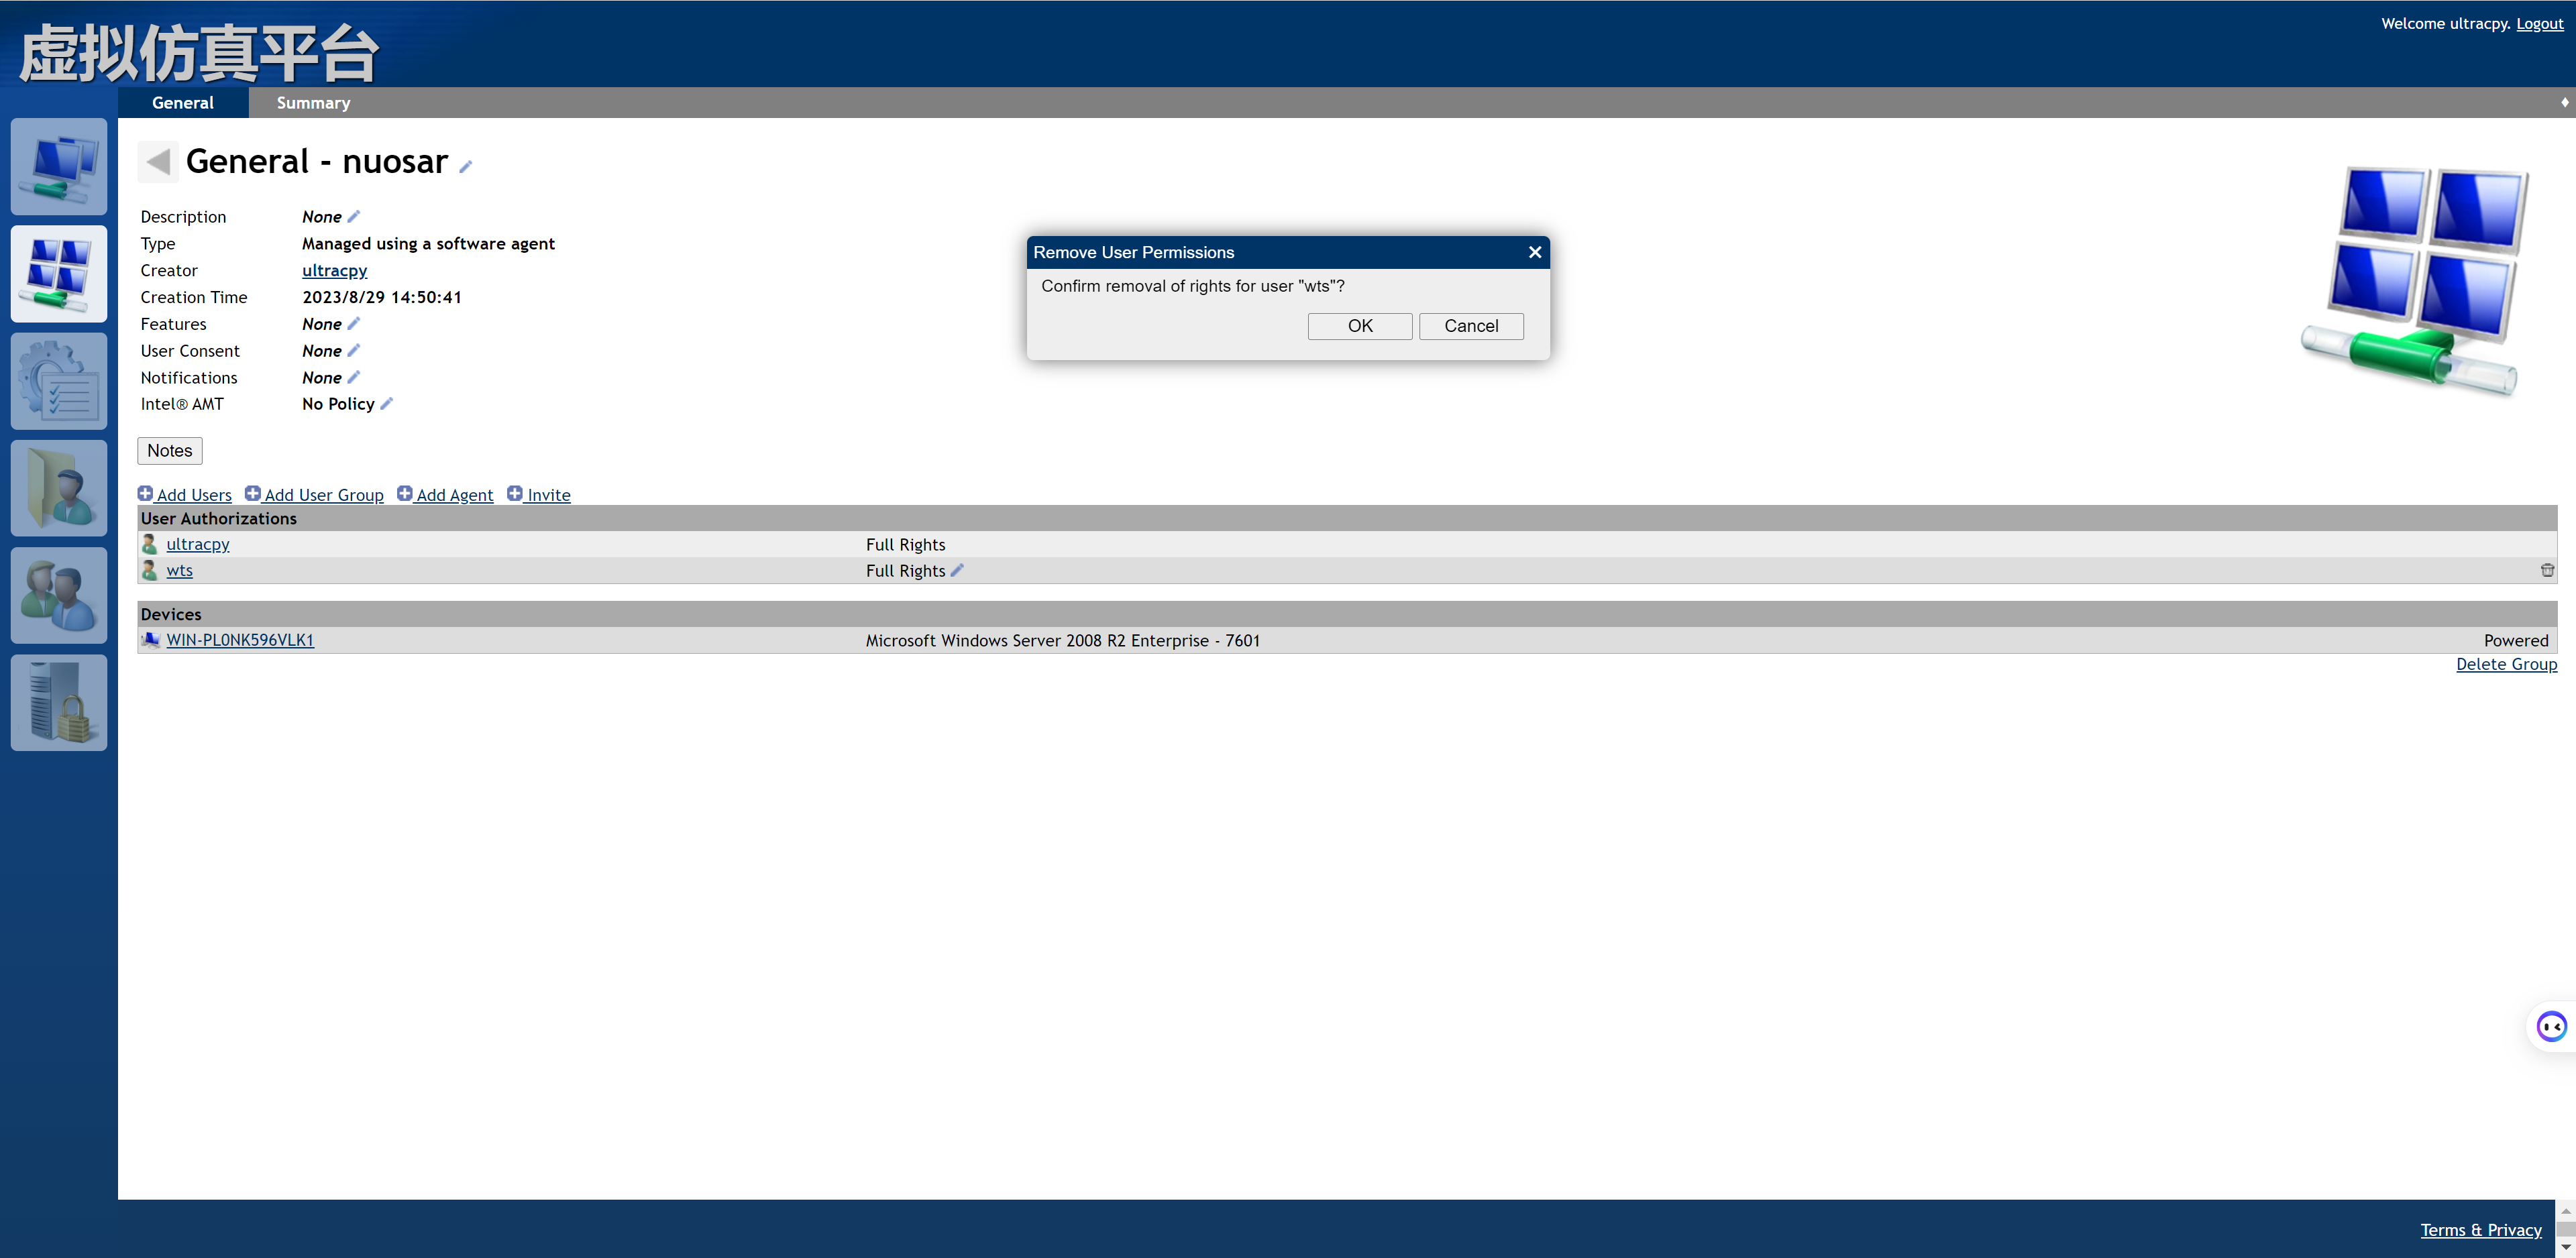 虚拟仿真平台
Welcome ultracpy. Logout
General Summary
General - nuosar
Description None
Type Managed using a software agent
Creator ultracpy
Creation Time 2023/8/29 14:50:41
Features None
User Consent None
Notifications None
Intel® AMT No Policy
Remove User Permissions
Confirm removal of rights for user "wts"?
OK Cancel
Notes
Add Users Add User Group Add Agent Invite
User Authorizations
ultracpy Full Rights
wts Full Rights
Devices
WIN-PL0NK596VLK1 Microsoft Windows Server 2008 R2 Enterprise - 7601 Powered
Delete Group
Terms & Privacy